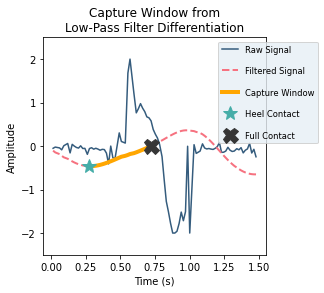 Capture Window from
Low-Pass Filter Differentiation
Raw Signal
Filtered Signal
Capture Window
Heel Contact
Full Contact
Amplitude
2
1
0
−1
−2
0.00 0.25 0.50 0.75 1.00 1.25 1.50
Time (s)